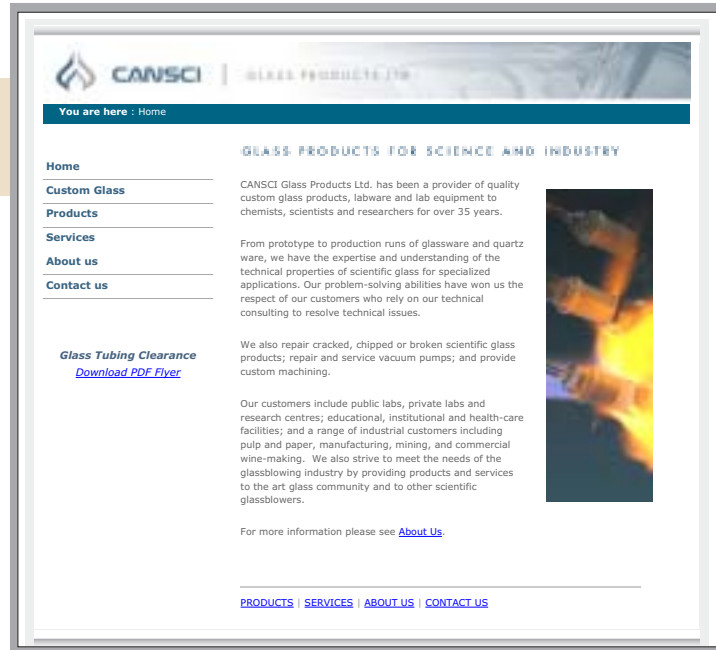 CANSCI | GLASS PRODUCTS LTD
You are here : Home
GLASS PRODUCTS FOR SCIENCE AND INDUSTRY
Home
Custom Glass
Products
Services
About us
Contact us
Glass Tubing Clearance
Download PDF Flyer
CANSCI Glass Products Ltd. has been a provider of quality
custom glass products, labware and lab equipment to
chemists, scientists and researchers for over 35 years.
From prototype to production runs of glassware and quartz
ware, we have the expertise and understanding of the
technical properties of scientific glass for specialized
applications. Our problem-solving abilities have won us the
respect of our customers who rely on our technical
consulting to resolve technical issues.
We also repair cracked, chipped or broken scientific glass
products; repair and service vacuum pumps; and provide
custom machining.
Our customers include public labs, private labs and
research centres; educational, institutional and health-care
facilities; and a range of industrial customers including
pulp and paper, manufacturing, mining, and commercial
wine-making. We also strive to meet the needs of the
glassblowing industry by providing products and services
to the art glass community and to other scientific
glassblowers.
For more information please see About Us.
PRODUCTS | SERVICES | ABOUT US | CONTACT US